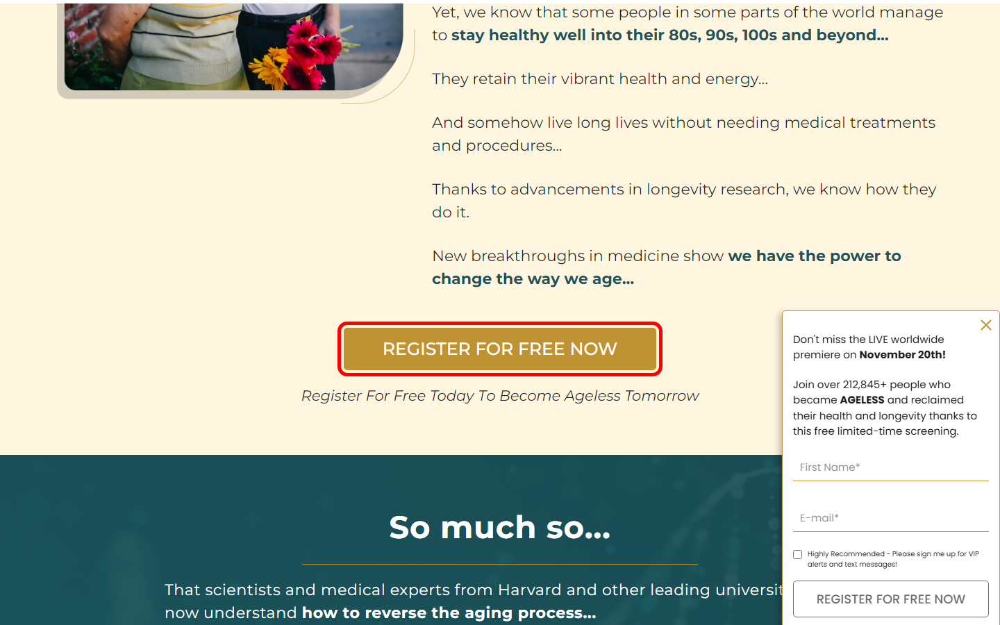 Yet, we know that some people in some parts of the world manage
to stay healthy well into their 80s, 90s, 100s and beyond...
They retain their vibrant health and energy...
And somehow live long lives without needing medical treatments
and procedures...
Thanks to advancements in longevity research, we know how they
do it.
New breakthroughs in medicine show we have the power to
change the way we age...
REGISTER FOR FREE NOW
Register For Free Today To Become Ageless Tomorrow
So much so...
That scientists and medical experts from Harvard and other leading
now understand how to reverse the aging process...
Don't miss the LIVE worldwide
premiere on November 20th!
Join over 212,845+ people who
became AGELESS and reclaimed
their health and longevity thanks to
this free limited-time screening.
First Name*
E-mail*
Highly Recommended - Please sign me up for VIP
alerts and text messages!
REGISTER FOR FREE NOW